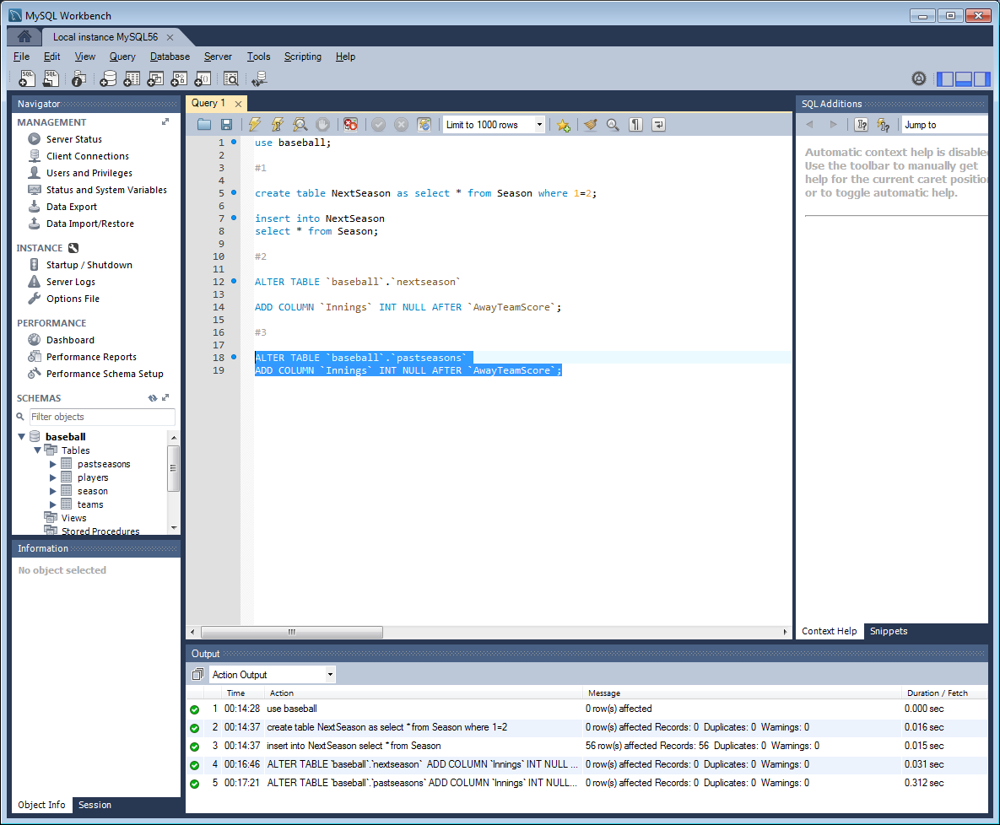 MySQL Workbench
Local instance MySQL56
File Edit View Query Database Server Tools Scripting Help
Navigator
MANAGEMENT
Server Status
Client Connections
Users and Privileges
Status and System Variables
Data Export
Data Import/Restore
INSTANCE
Startup / Shutdown
Server Logs
Options File
PERFORMANCE
Dashboard
Performance Reports
Performance Schema Setup
SCHEMAS
Filter objects
baseball
Tables
pastseasons
players
season
teams
Views
Stored Procedures
Information
No object selected
Object Info Session
Query 1
Limit to 1000 rows
1 use baseball;
2
3 #1
4
5 create table NextSeason as select * from Season where 1=2;
6
7 insert into NextSeason
8 select * from Season;
9
10 #2
11
12 ALTER TABLE `baseball`.`nextseason`
13
14 ADD COLUMN `Innings` INT NULL AFTER `AwayTeamScore`;
15
16 #3
17
18 ALTER TABLE `baseball`.`pastseasons`
19 ADD COLUMN `Innings` INT NULL AFTER `AwayTeamScore`;
SQL Additions
Jump to
Automatic context help is disabled
Use the toolbar to manually get
help for the current caret position
or to toggle automatic help.
Context Help Snippets
Output
Action Output
Time Action Message Duration / Fetch
1 00:14:28 use baseball 0 row(s) affected 0.000 sec
2 00:14:37 create table NextSeason as select * from Season where 1=2 0 row(s) affected Records: 0 Duplicates: 0 Warnings: 0 0.016 sec
3 00:14:37 insert into NextSeason select * from Season 56 row(s) affected Records: 56 Duplicates: 0 Warnings: 0 0.015 sec
4 00:16:46 ALTER TABLE `baseball`.`nextseason` ADD COLUMN `Innings` INT NULL ... 0 row(s) affected Records: 0 Duplicates: 0 Warnings: 0 0.031 sec
5 00:17:21 ALTER TABLE `baseball`.`pastseasons` ADD COLUMN `Innings` INT NULL... 0 row(s) affected Records: 0 Duplicates: 0 Warnings: 0 0.312 sec